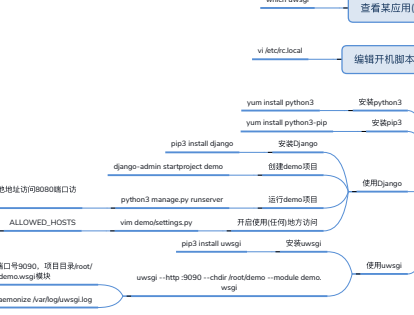 which uwsgi
查看某应用(
vi /etc/rc.local
编辑开机脚本
yum install python3
安装python3
yum install python3-pip
安装pip3
pip3 install django
安装Django
django-admin startproject demo
创建demo项目
使用Django
地址访问8080端口访
python3 manage.py runserver
运行demo项目
ALLOWED_HOSTS
vim demo/settings.py
开启使用(任何)地方访问
pip3 install uwsgi
安装uwsgi
端口号9090，项目目录/root/
demo.wsgi模块
使用uwsgi
uwsgi --http :9090 --chdir /root/demo --module demo.
wsgi
aemonize /var/log/uwsgi.log